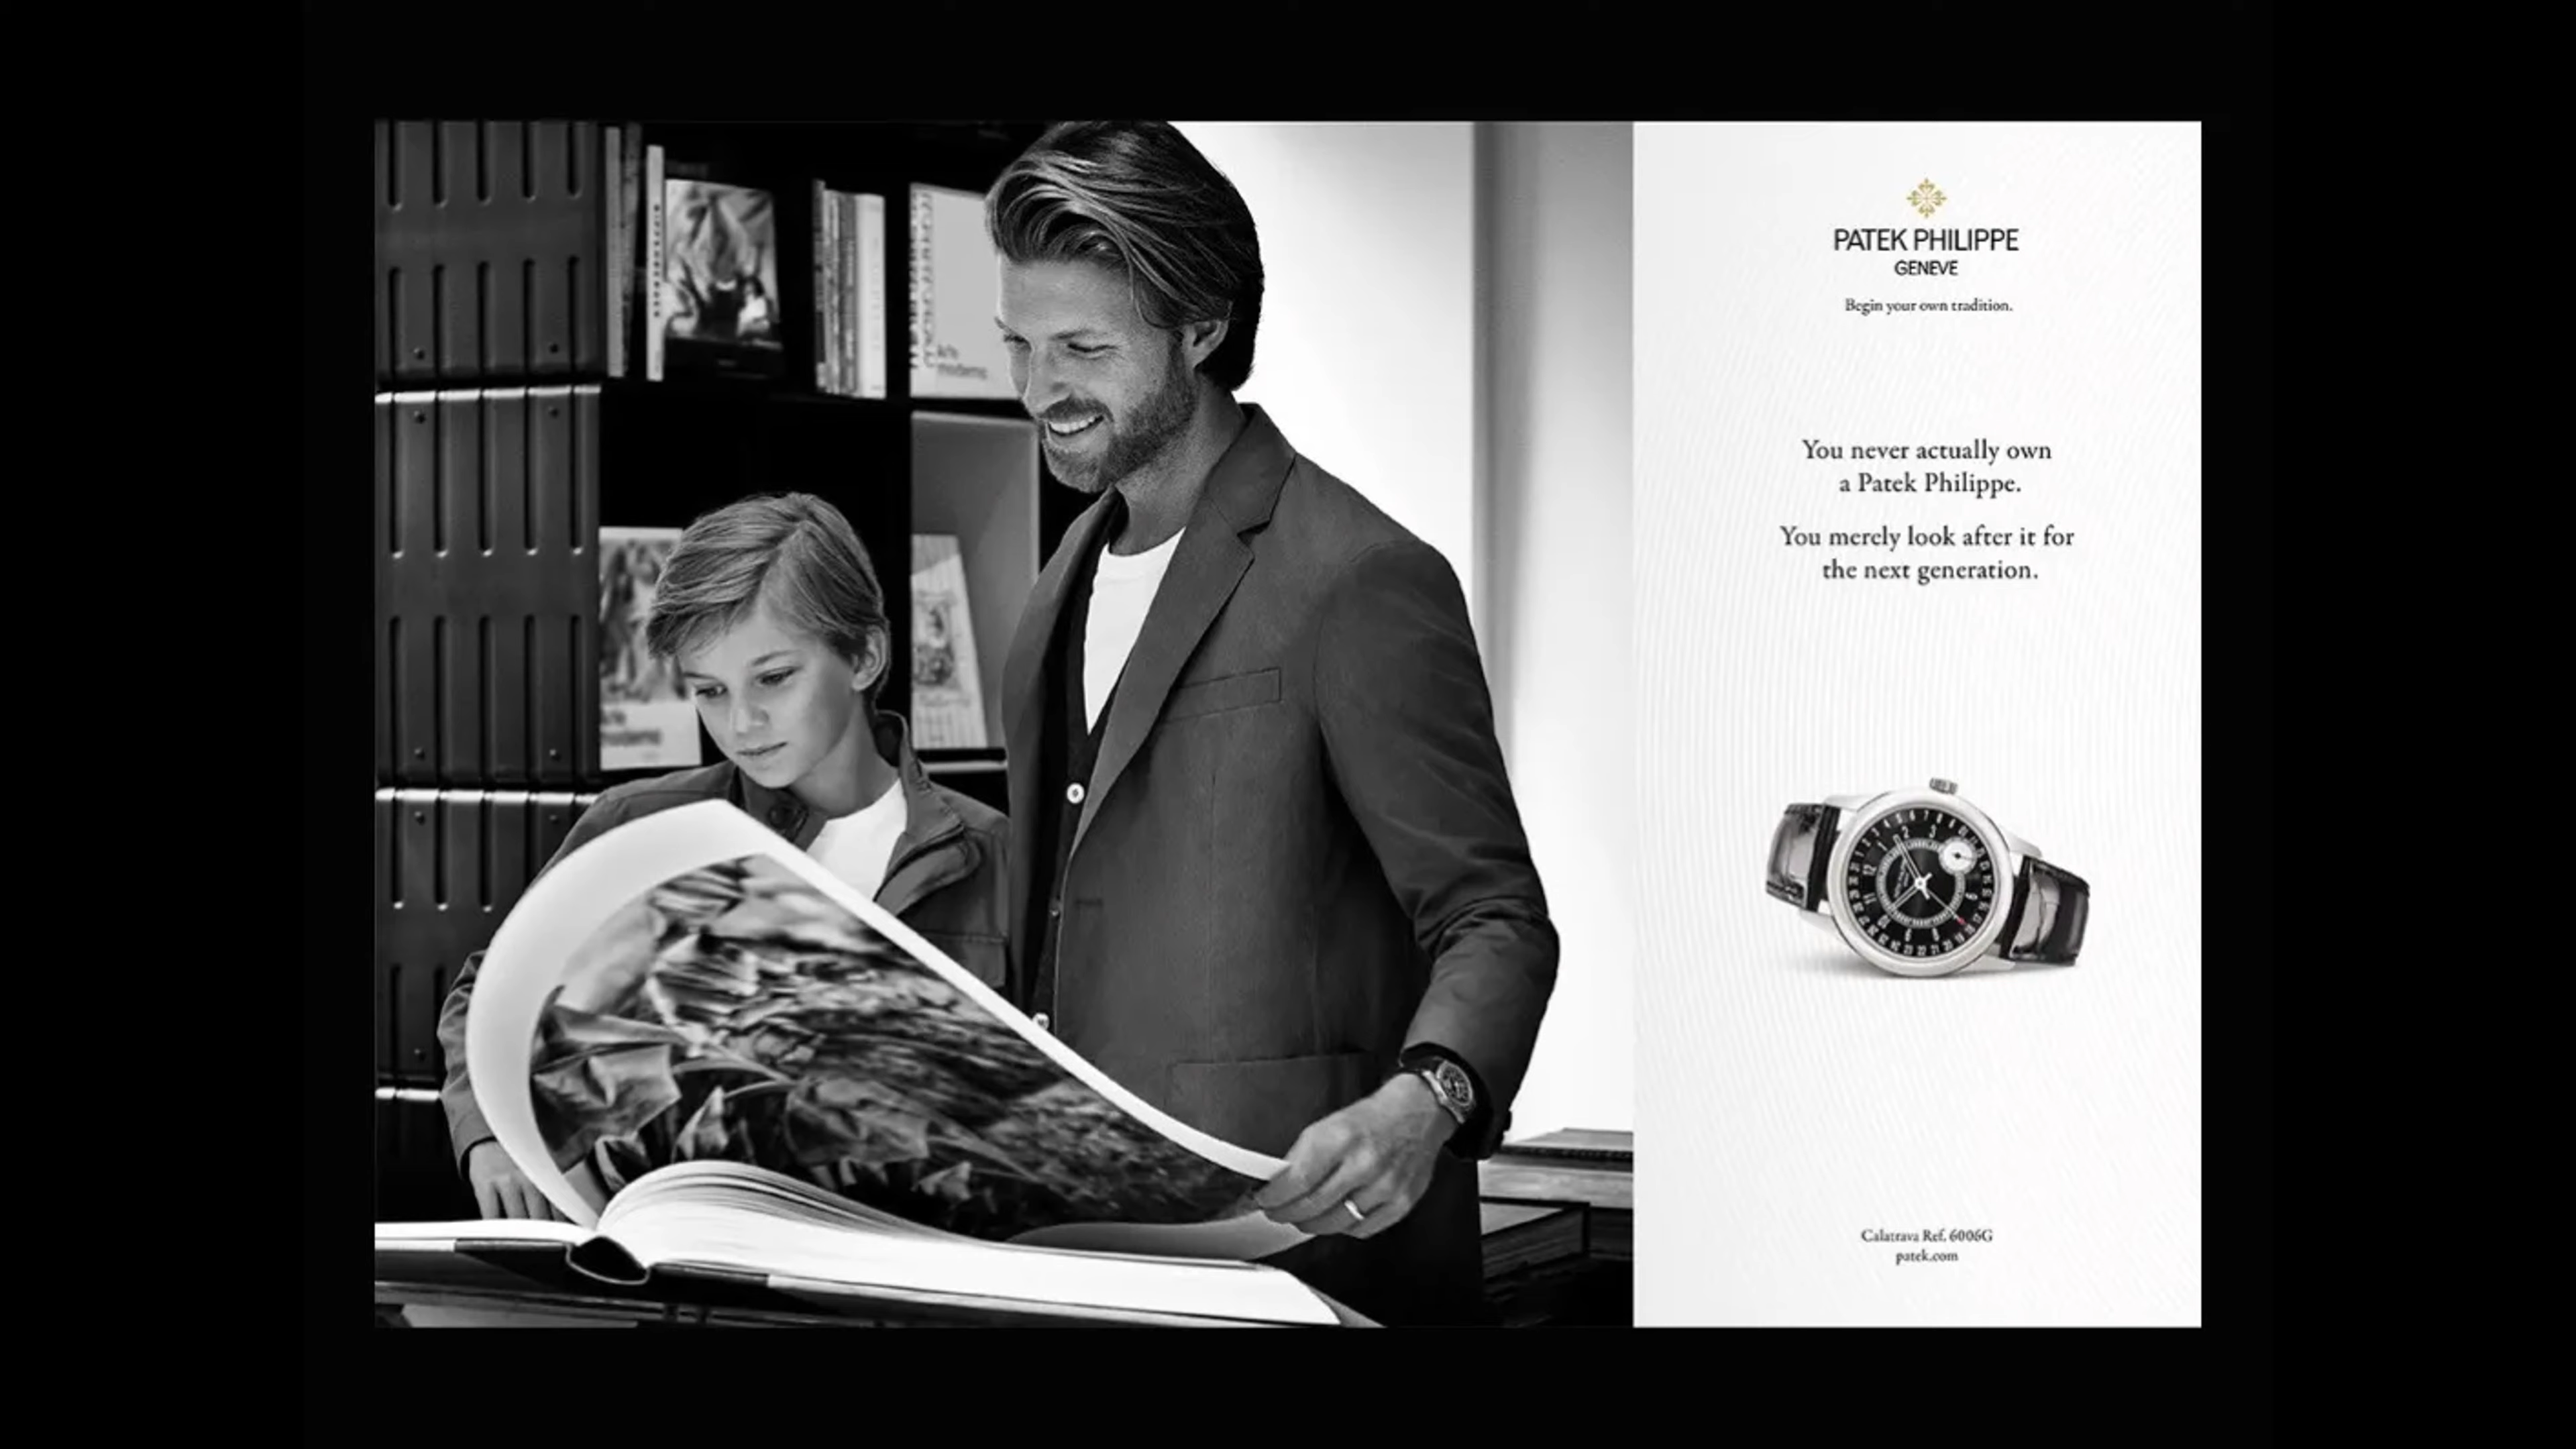 PATEK PHILIPPE
GENEVE
Begin your own tradition.
You never actually own
a Patek Philippe.
You merely look after it for
the next generation.
Calatrava Ref. 6006G
patek.com